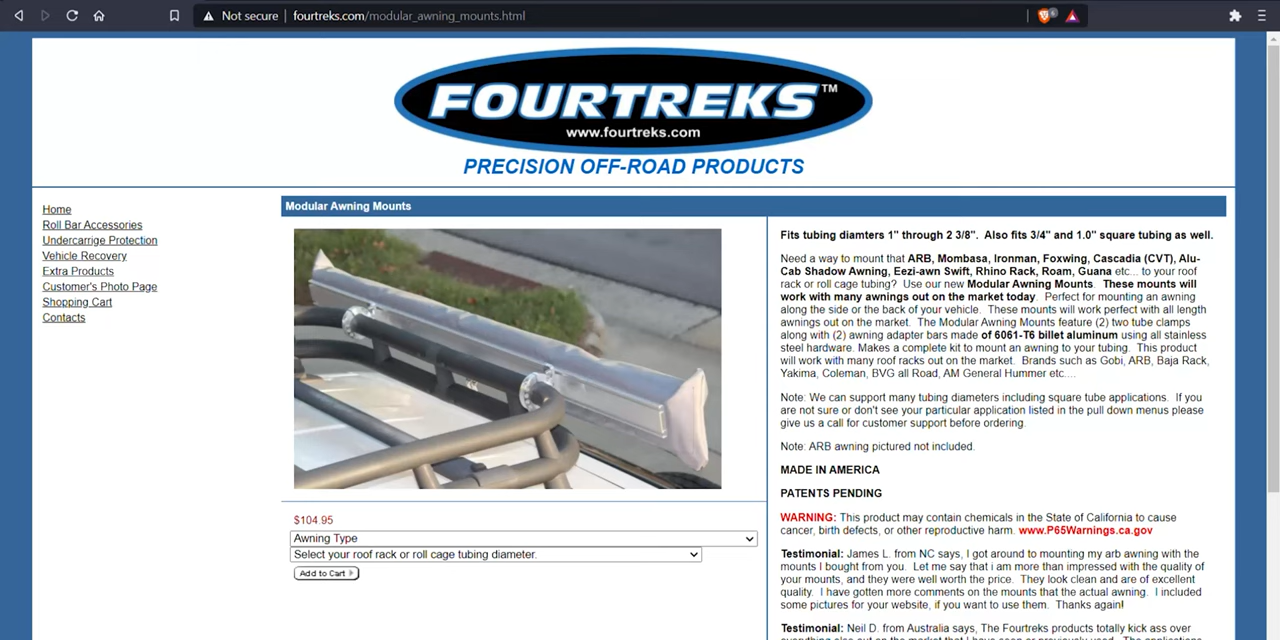 Not secure | fourtreks.com/modular_awning_mounts.html
6
FOURTREKS™
www.fourtreks.com
PRECISION OFF-ROAD PRODUCTS
Home
Roll Bar Accessories
Undercarrige Protection
Vehicle Recovery
Extra Products
Customer's Photo Page
Shopping Cart
Contacts
Modular Awning Mounts
$104.95
Awning Type
Select your roof rack or roll cage tubing diameter.
Add to Cart
Fits tubing diamters 1" through 2 3/8".  Also fits 3/4" and 1.0" square tubing as well.
Need a way to mount that ARB, Mombasa, Ironman, Foxwing, Cascadia (CVT), Alu-
Cab Shadow Awning, Eezi-awn Swift, Rhino Rack, Roam, Guana etc... to your roof
rack or roll cage tubing?  Use our new Modular Awning Mounts.  These mounts will
work with many awnings out on the market today.  Perfect for mounting an awning
along the side or the back of your vehicle.  These mounts will work perfect with all length
awnings out on the market.  The Modular Awning Mounts feature (2) two tube clamps
along with (2) awning adapter bars made of 6061-T6 billet aluminum using all stainless
steel hardware. Makes a complete kit to mount an awning to your tubing.  This product
will work with many roof racks out on the market.  Brands such as Gobi, ARB, Baja Rack,
Yakima, Coleman, BVG all Road, AM General Hummer etc....
Note: We can support many tubing diameters including square tube applications.  If you
are not sure or don't see your particular application listed in the pull down menus please
give us a call for customer support before ordering.
Note: ARB awning pictured not included.
MADE IN AMERICA
PATENTS PENDING
WARNING: This product may contain chemicals in the State of California to cause
cancer, birth defects, or other reproductive harm. www.P65Warnings.ca.gov
Testimonial: James L. from NC says, I got around to mounting my arb awning with the
mounts I bought from you.  Let me say that i am more than impressed with the quality of
your mounts, and they were well worth the price.  They look clean and are of excellent
quality.  I have gotten more comments on the mounts that the actual awning.  I included
some pictures for your website, if you want to use them.  Thanks again!
Testimonial: Neil D. from Australia says, The Fourtreks products totally kick ass over